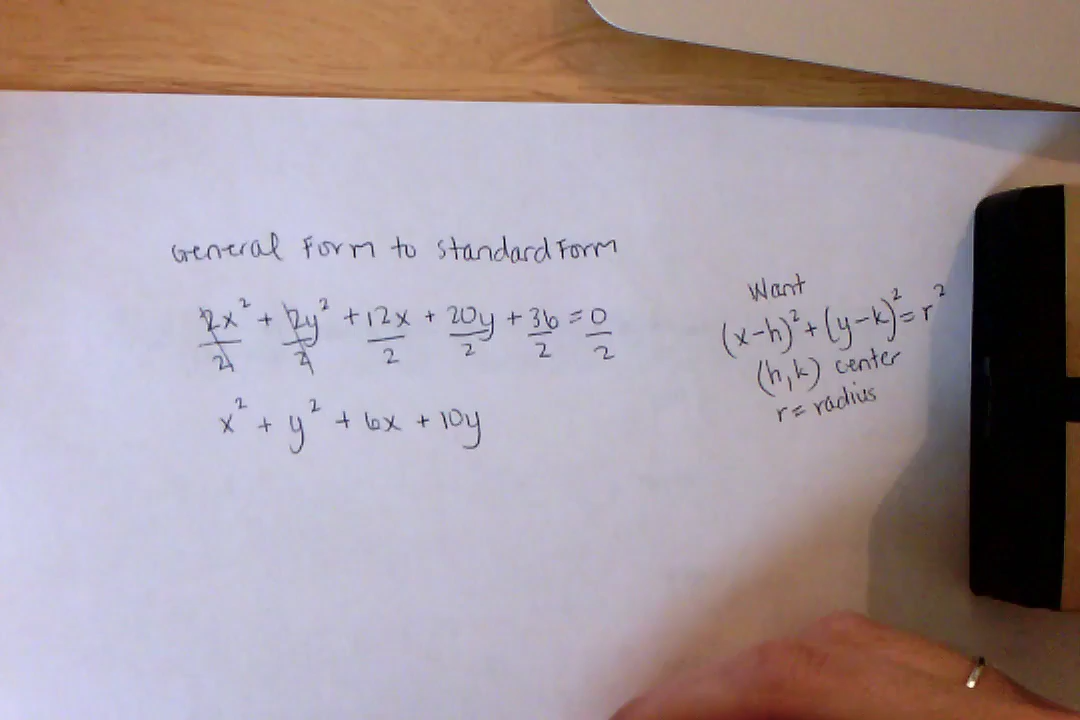 General Form to Standard Form
2x²/2 + 2y²/2 + 12x/2 + 20y/2 + 36/2 = 0/2
x² + y² + 6x + 10y
Want
(x-h)² + (y-k)² = r²
(h,k) center
r = radius